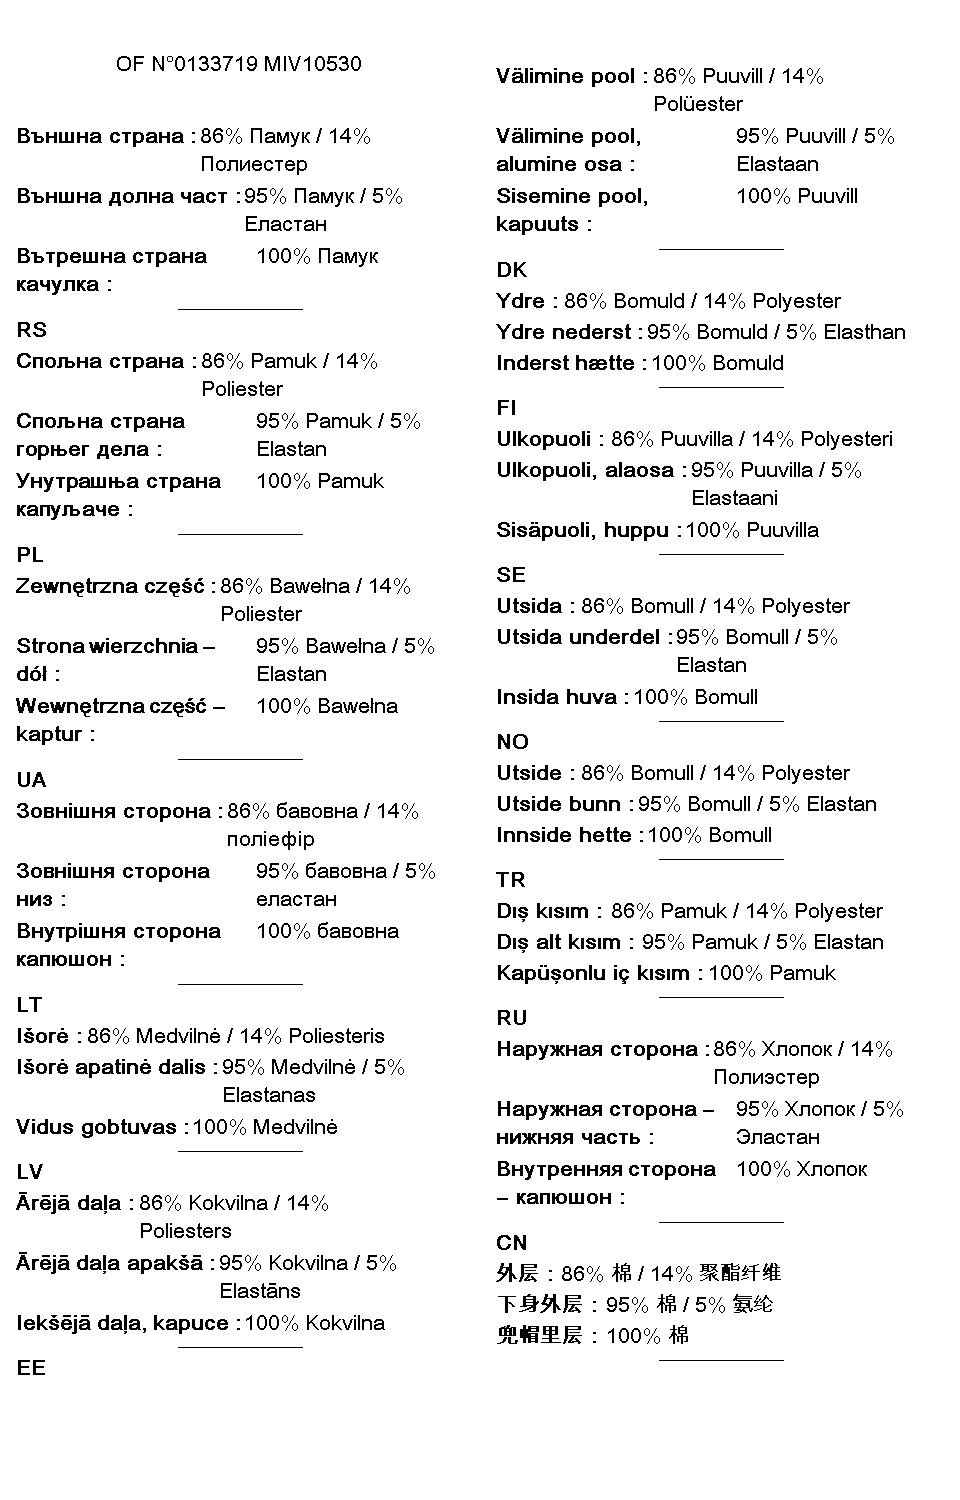 OF N°0133719 MIV10530
Външна страна : 86% Памук / 14%
Полиестер
Външна долна част : 95% Памук / 5%
Еластан
Вътрешна страна 100% Памук
качулка :
RS
Спољна страна : 86% Pamuk / 14%
Poliester
Спољна страна 95% Pamuk / 5%
горњег дела : Elastan
Унутрашња страна 100% Pamuk
капуљаче :
PL
Zewnętrzna część : 86% Bawełna / 14%
Poliester
Strona wierzchnia – 95% Bawełna / 5%
dół : Elastan
Wewnętrzna część – 100% Bawełna
kaptur :
UA
Зовнішня сторона : 86% бавовна / 14%
поліефір
Зовнішня сторона 95% бавовна / 5%
низ : еластан
Внутрішня сторона 100% бавовна
капюшон :
LT
Išorė : 86% Medvilnė / 14% Poliesteris
Išorė apatinė dalis : 95% Medvilnė / 5%
Elastanas
Vidus gobtuvas : 100% Medvilnė
LV
Ārējā daļa : 86% Kokvilna / 14%
Poliesters
Ārējā daļa apakšā : 95% Kokvilna / 5%
Elastāns
Iekšējā daļa, kapuce : 100% Kokvilna
EE
Välimine pool : 86% Puuvill / 14%
Polüester
Välimine pool, 95% Puuvill / 5%
alumine osa : Elastaan
Sisemine pool, 100% Puuvill
kapuuts :
DK
Ydre : 86% Bomuld / 14% Polyester
Ydre nederst : 95% Bomuld / 5% Elasthan
Inderst hætte : 100% Bomuld
FI
Ulkopuoli : 86% Puuvilla / 14% Polyesteri
Ulkopuoli, alaosa : 95% Puuvilla / 5%
Elastaani
Sisäpuoli, huppu : 100% Puuvilla
SE
Utsida : 86% Bomull / 14% Polyester
Utsida underdel : 95% Bomull / 5%
Elastan
Insida huva : 100% Bomull
NO
Utside : 86% Bomull / 14% Polyester
Utside bunn : 95% Bomull / 5% Elastan
Innside hette : 100% Bomull
TR
Dış kısım : 86% Pamuk / 14% Polyester
Dış alt kısım : 95% Pamuk / 5% Elastan
Kapüşonlu iç kısım : 100% Pamuk
RU
Наружная сторона : 86% Хлопок / 14%
Полиэстер
Наружная сторона – 95% Хлопок / 5%
нижняя часть : Эластан
Внутренняя сторона 100% Хлопок
– капюшон :
CN
外层 : 86% 棉 / 14% 聚酯纤维
下身外层 : 95% 棉 / 5% 氨纶
兜帽里层 : 100% 棉